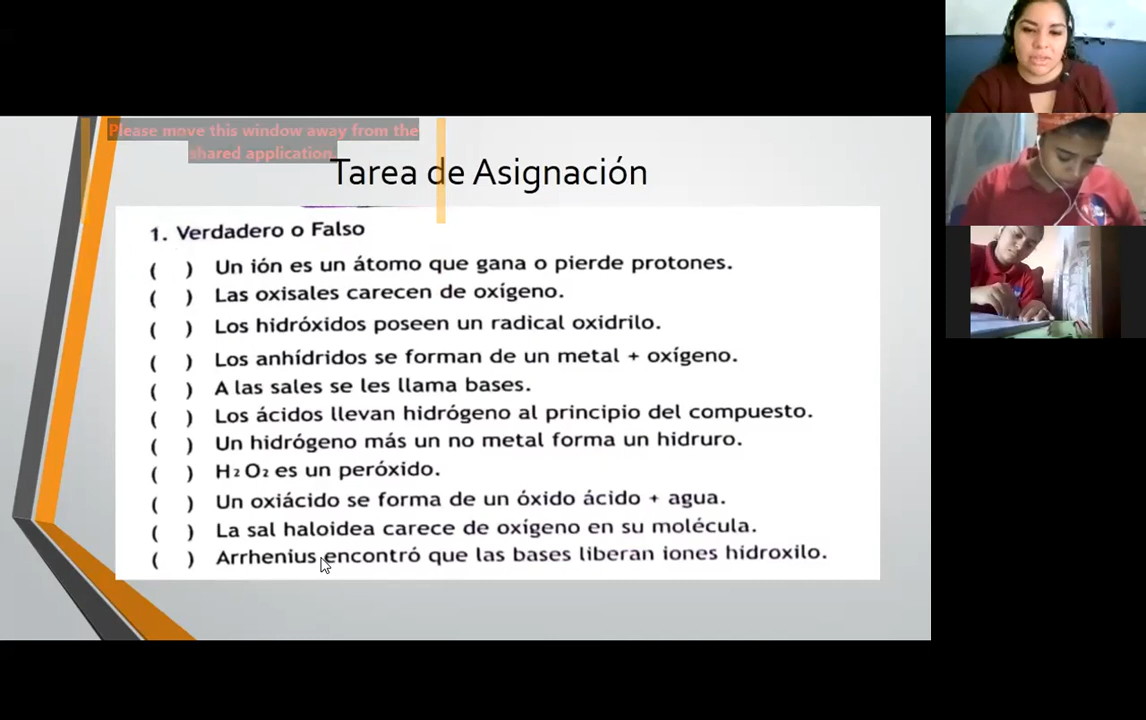 Please move this window away from the
shared application.
Tarea de Asignación
1. Verdadero o Falso
( ) Un ión es un átomo que gana o pierde protones.
( ) Las oxisales carecen de oxígeno.
( ) Los hidróxidos poseen un radical oxidrilo.
( ) Los anhídridos se forman de un metal + oxígeno.
( ) A las sales se les llama bases.
( ) Los ácidos llevan hidrógeno al principio del compuesto.
( ) Un hidrógeno más un no metal forma un hidruro.
( ) H₂O₂ es un peróxido.
( ) Un oxiácido se forma de un óxido ácido + agua.
( ) La sal haloidea carece de oxígeno en su molécula.
( ) Arrhenius encontró que las bases liberan iones hidroxilo.